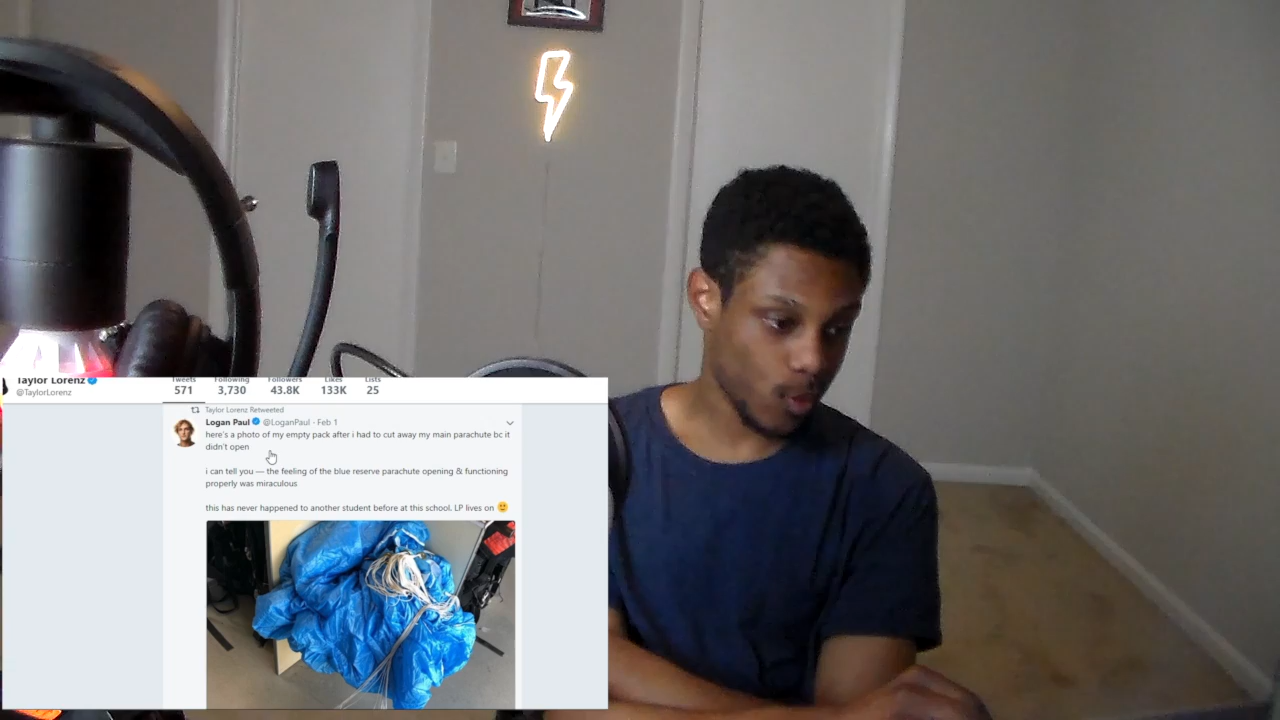 Taylor Lorenz
@TaylorLorenz
Tweets Following Followers Likes Lists
571 3,730 43.8K 133K 25
Taylor Lorenz Retweeted
Logan Paul @LoganPaul · Feb 1
here's a photo of my empty pack after i had to cut away my main parachute bc it
didn't open
i can tell you — the feeling of the blue reserve parachute opening & functioning
properly was miraculous
this has never happened to another student before at this school. LP lives on 🙂